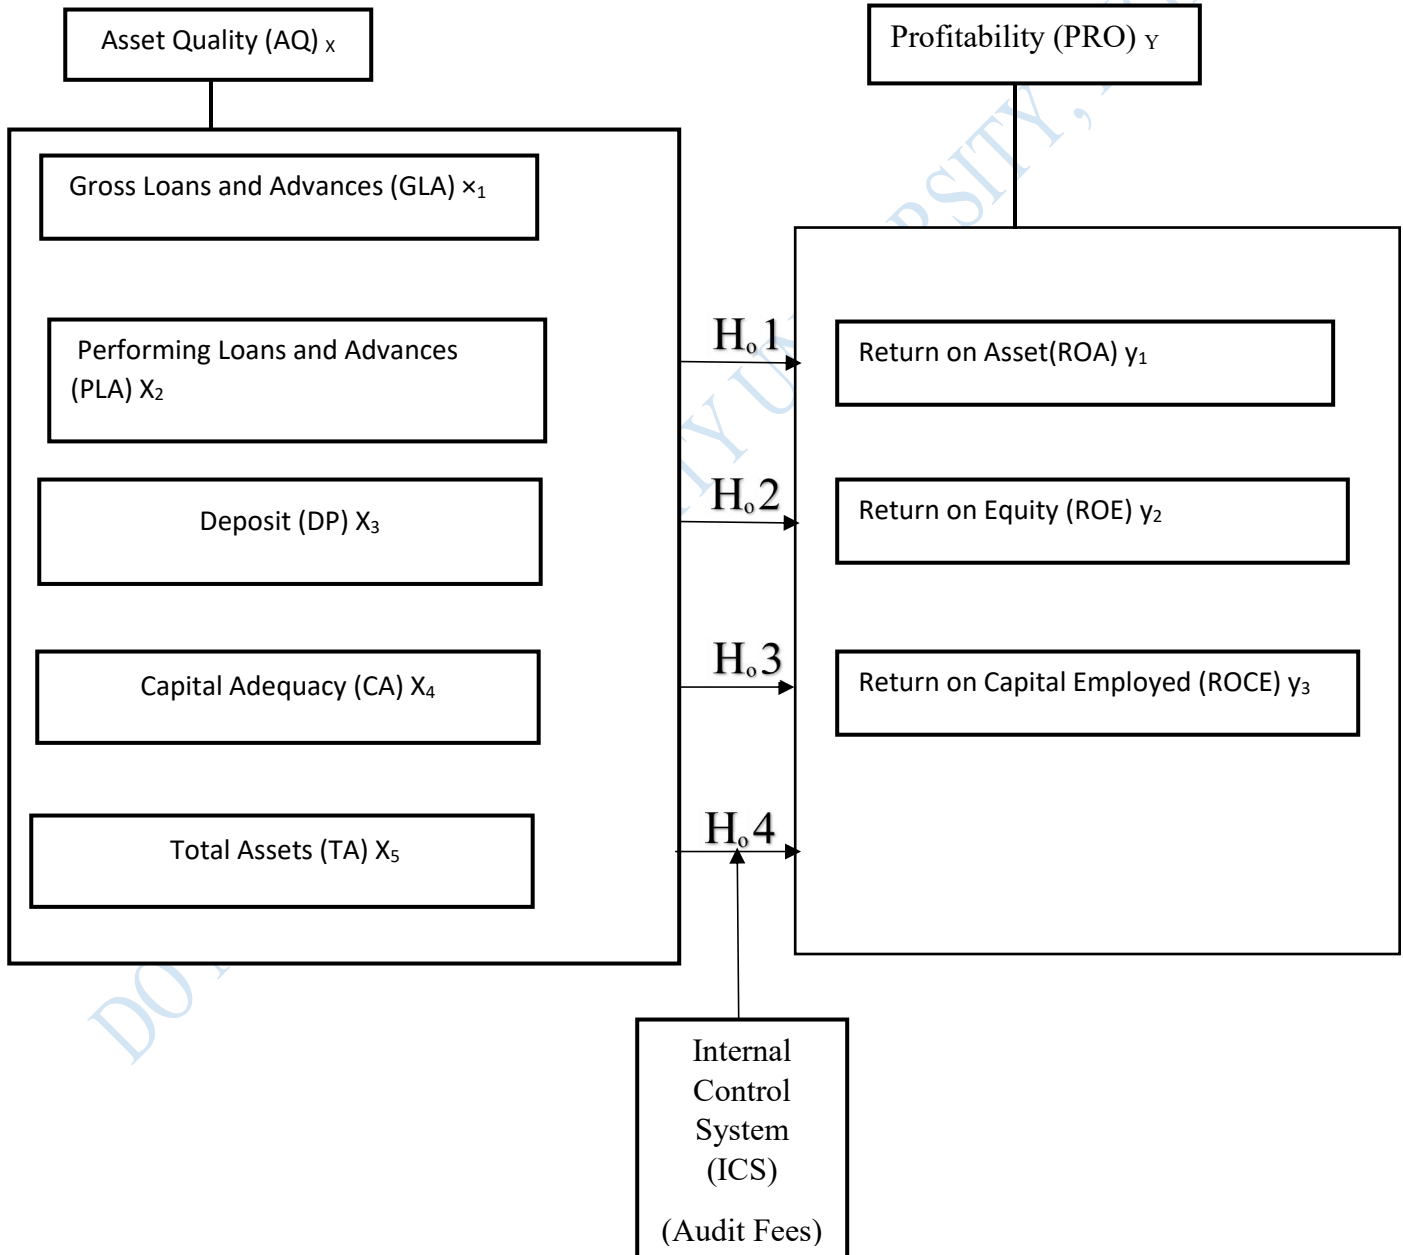 Asset Quality (AQ) X
Profitability (PRO) Y
Gross Loans and Advances (GLA) ×₁
Performing Loans and Advances
(PLA) X₂
Deposit (DP) X₃
Capital Adequacy (CA) X₄
Total Assets (TA) X₅
Hₒ1
Hₒ2
Hₒ3
Hₒ4
Return on Asset(ROA) y₁
Return on Equity (ROE) y₂
Return on Capital Employed (ROCE) y₃
Internal
Control
System
(ICS)
(Audit Fees)
DO